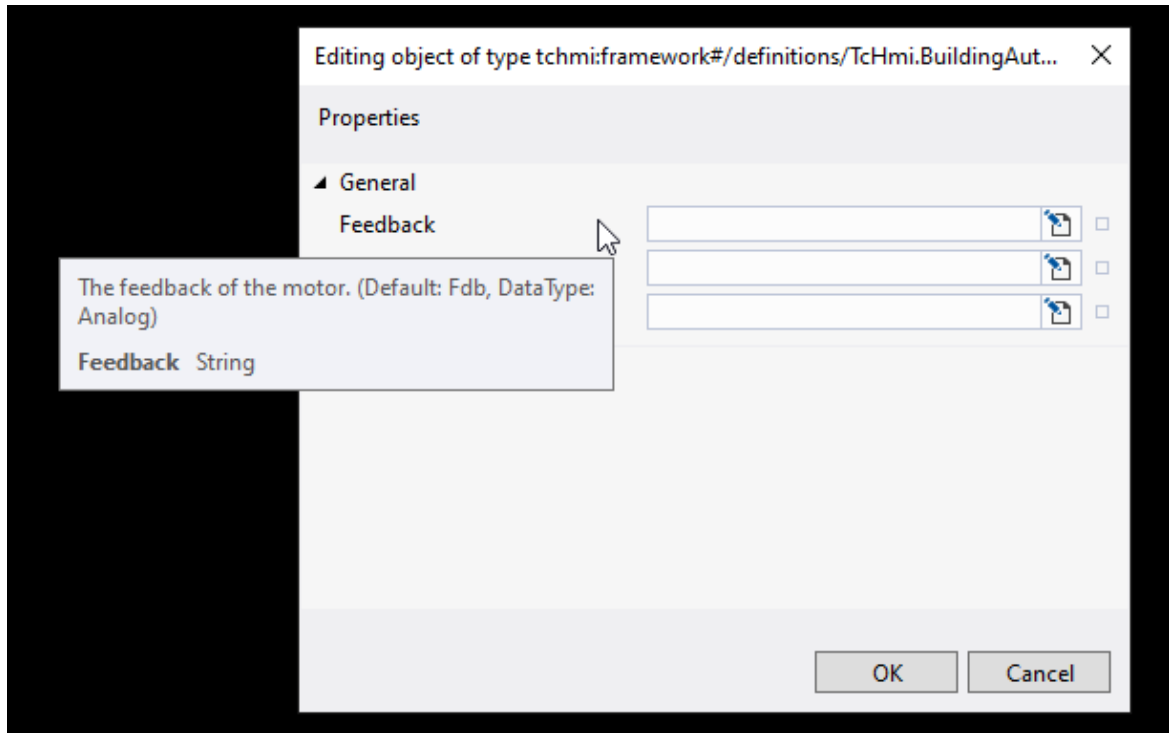 Editing object of type tchmi:framework#/definitions/TcHmi.BuildingAut...
Properties
General
Feedback
The feedback of the motor. (Default: Fdb, DataType:
Analog)
Feedback String
OK
Cancel